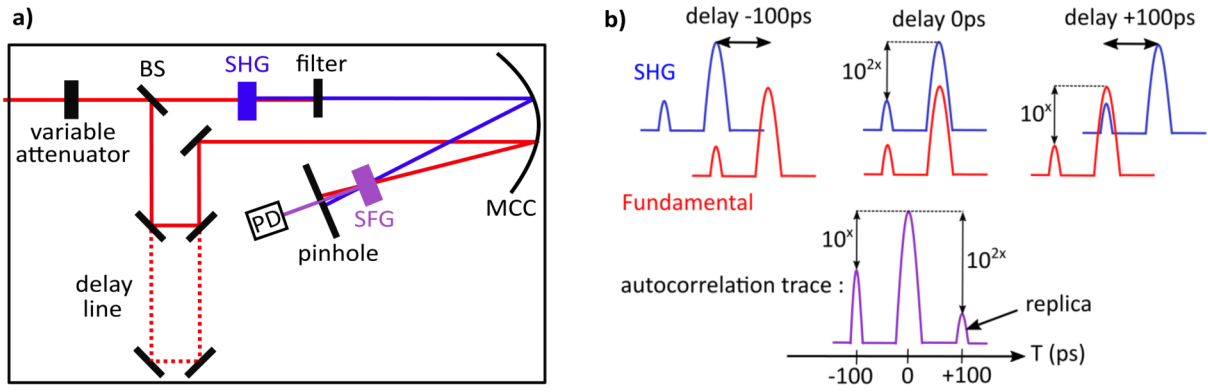 a)
BS
SHG
filter
variable
attenuator
MCC
PD
SFG
pinhole
delay
line
b)
delay -100ps
delay 0ps
delay +100ps
SHG
10^2x
10^x
Fundamental
10^x
10^2x
autocorrelation trace :
replica
T (ps)
-100
0
+100